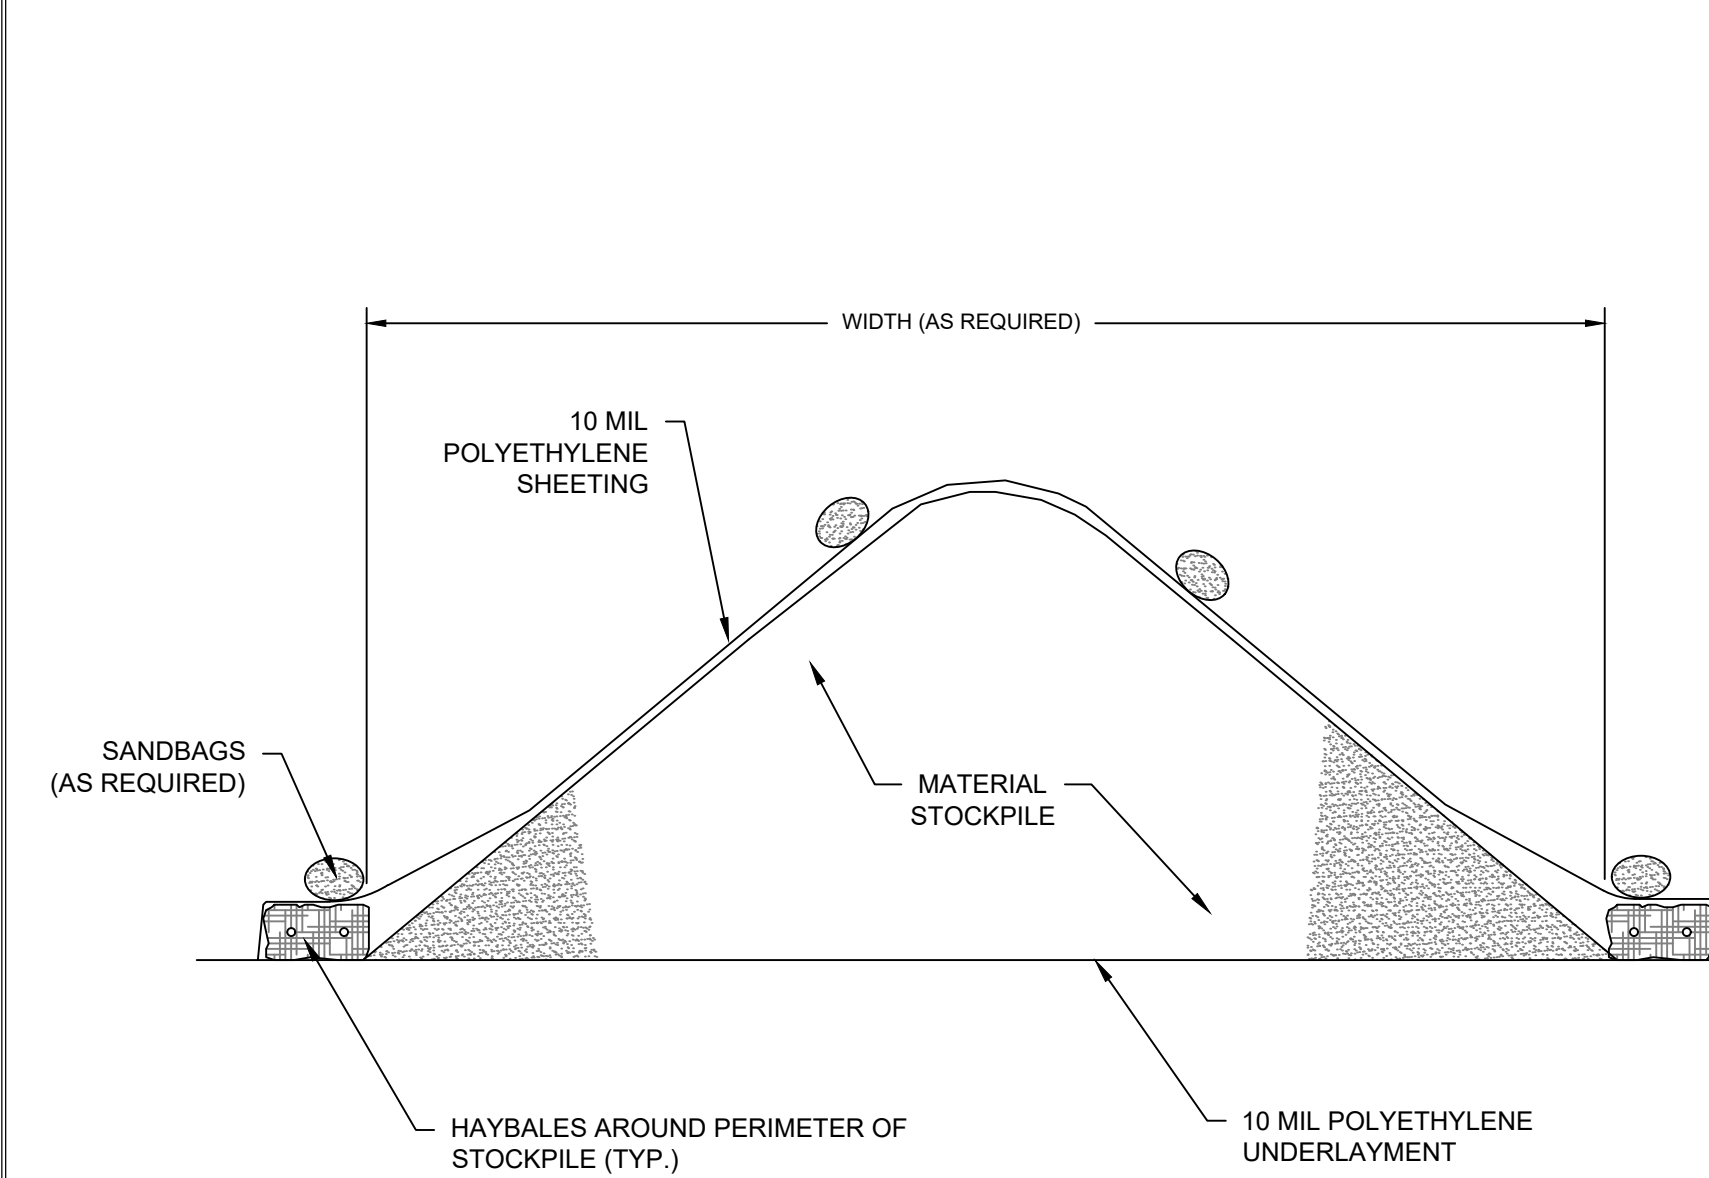 WIDTH (AS REQUIRED)
10 MIL
POLYETHYLENE
SHEETING
SANDBAGS
(AS REQUIRED)
MATERIAL
STOCKPILE
HAYBALES AROUND PERIMETER OF
STOCKPILE (TYP.)
10 MIL POLYETHYLENE
UNDERLAYMENT